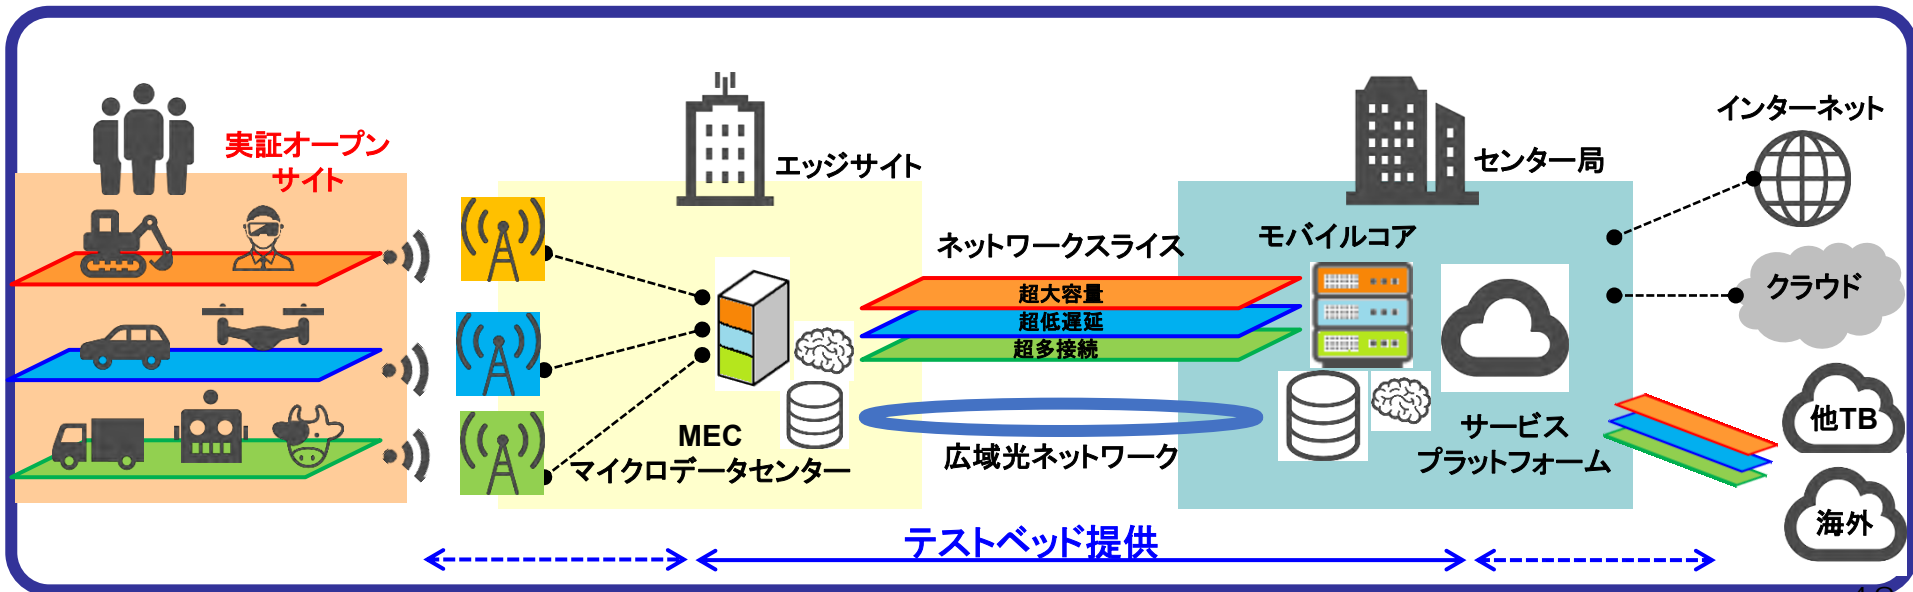 実証オープン
サイト
エッジサイト
MEC
マイクロデータセンター
ネットワークスライス
超大容量
超低遅延
超多接続
広域光ネットワーク
センター局
モバイルコア
サービス
プラットフォーム
インターネット
クラウド
他TB
海外
テストベッド提供